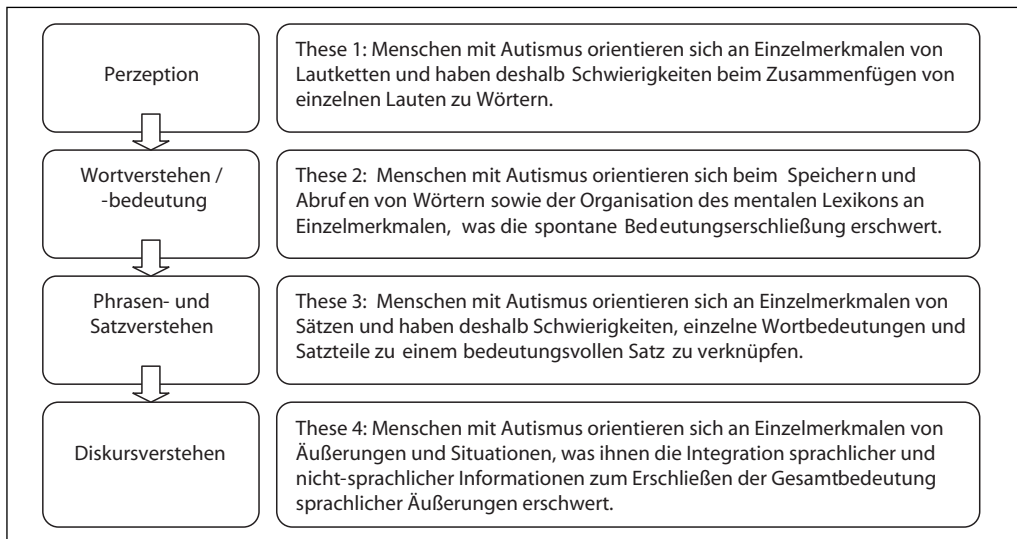 Perzeption
These 1: Menschen mit Autismus orientieren sich an Einzelmerkmalen von
Lautketten und haben deshalb Schwierigkeiten beim Zusammenfügen von
einzelnen Lauten zu Wörtern.
Wortverstehen /
-bedeutung
These 2: Menschen mit Autismus orientieren sich beim Speichern und
Abrufen von Wörtern sowie der Organisation des mentalen Lexikons an
Einzelmerkmalen, was die spontane Bedeutungserschließung erschwert.
Phrasen- und
Satzverstehen
These 3: Menschen mit Autismus orientieren sich an Einzelmerkmalen von
Sätzen und haben deshalb Schwierigkeiten, einzelne Wortbedeutungen und
Satzteile zu einem bedeutungsvollen Satz zu verknüpfen.
Diskursverstehen
These 4: Menschen mit Autismus orientieren sich an Einzelmerkmalen von
Äußerungen und Situationen, was ihnen die Integration sprachlicher und
nicht-sprachlicher Informationen zum Erschließen der Gesamtbedeutung
sprachlicher Äußerungen erschwert.